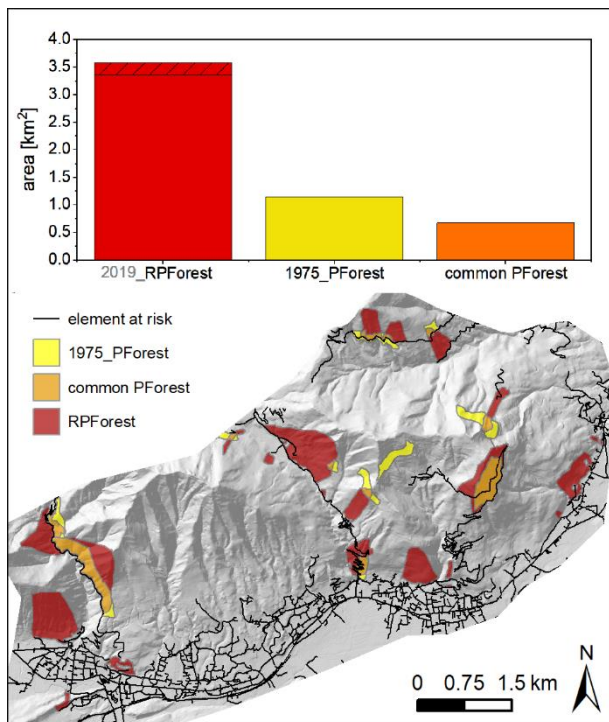 4.0
3.5
3.0
2.5
2.0
1.5
1.0
0.5
0.0
area [km²]
2019_RPForest
1975_PForest
common PForest
element at risk
1975_PForest
common PForest
RPForest
N
0 0.75 1.5 km